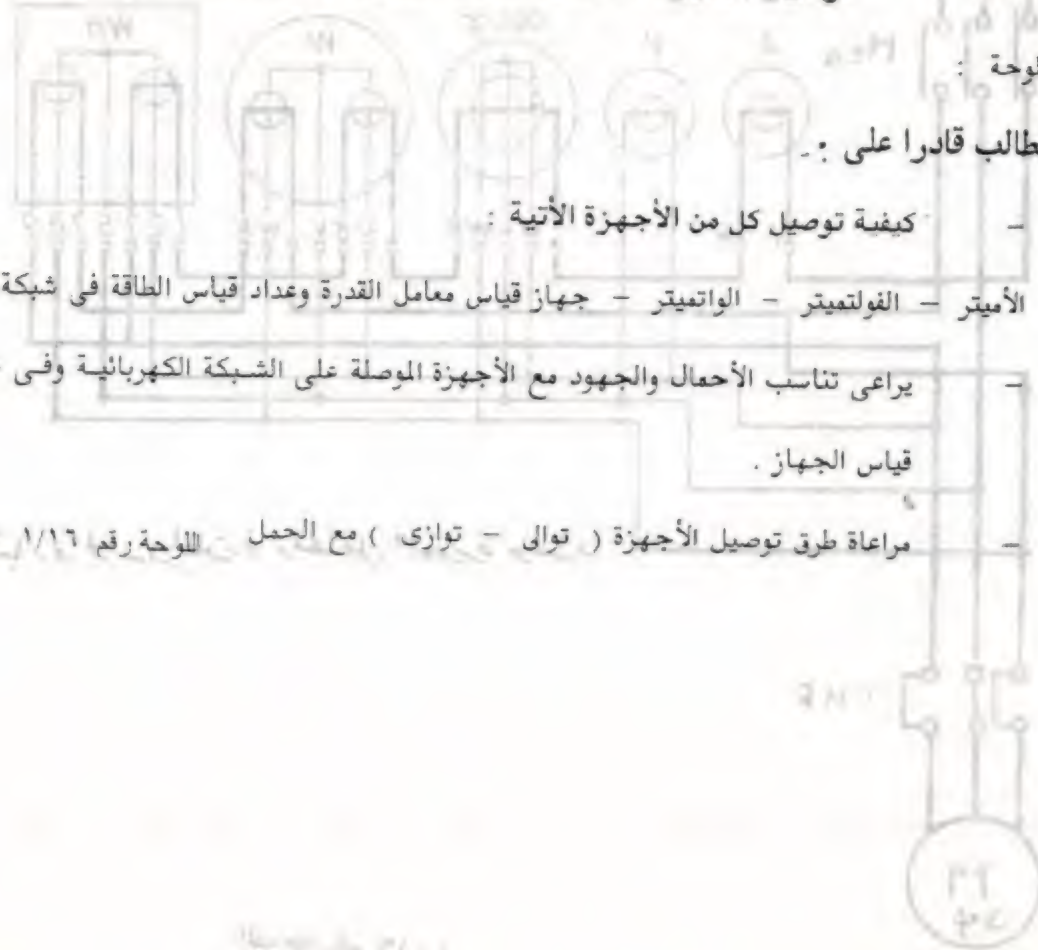 لوحة :
طالب قادرا على :-
- كيفية توصيل كل من الأجهزة الأتية :
الأميتر - الفولتميتر - الواتميتر - جهاز قياس معامل القدرة وعداد قياس الطاقة فى شبكة
- يراعى تناسب الأحمال والجهود مع الأجهزة الموصلة على الشبكة الكهربائية وفى
قياس الجهاز .
- مراعاة طرق توصيل الأجهزة ( توالى - توازى ) مع الحمل اللوحة رقم ١/١٦